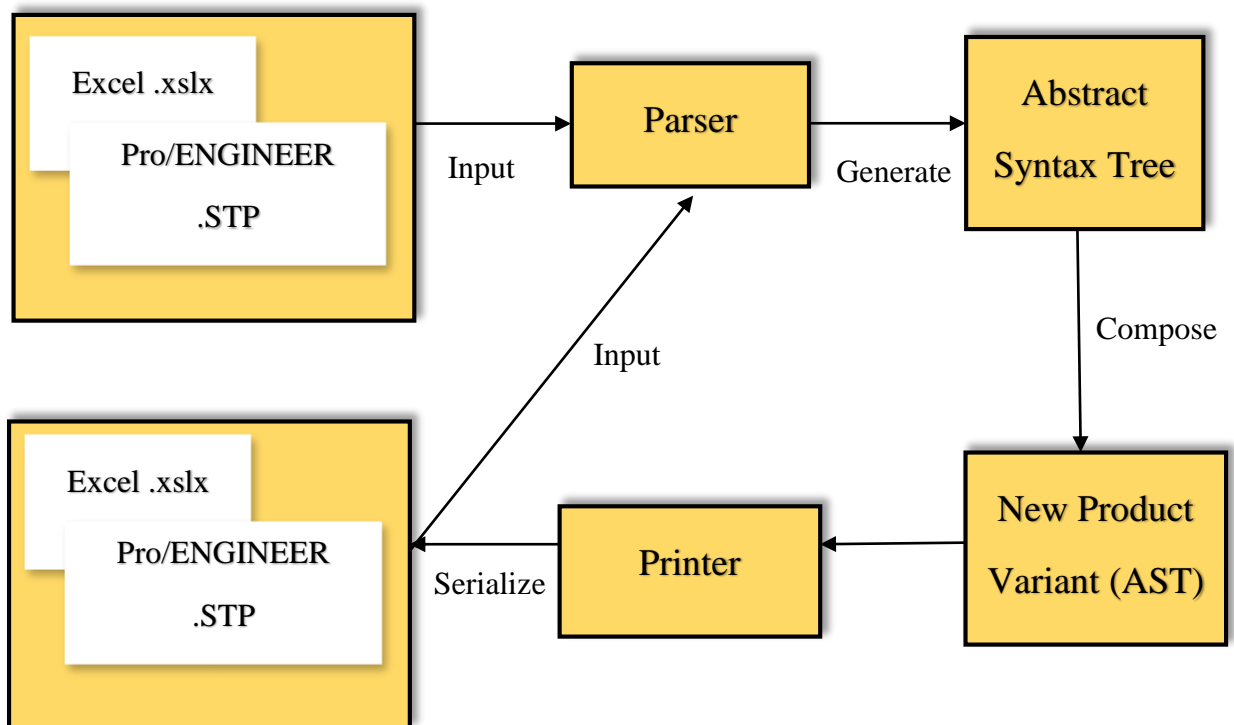 Excel .xslx
Pro/ENGINEER
.STP
Input
Parser
Generate
Abstract
Syntax Tree
Compose
Input
Excel .xslx
Pro/ENGINEER
.STP
Serialize
Printer
New Product
Variant (AST)